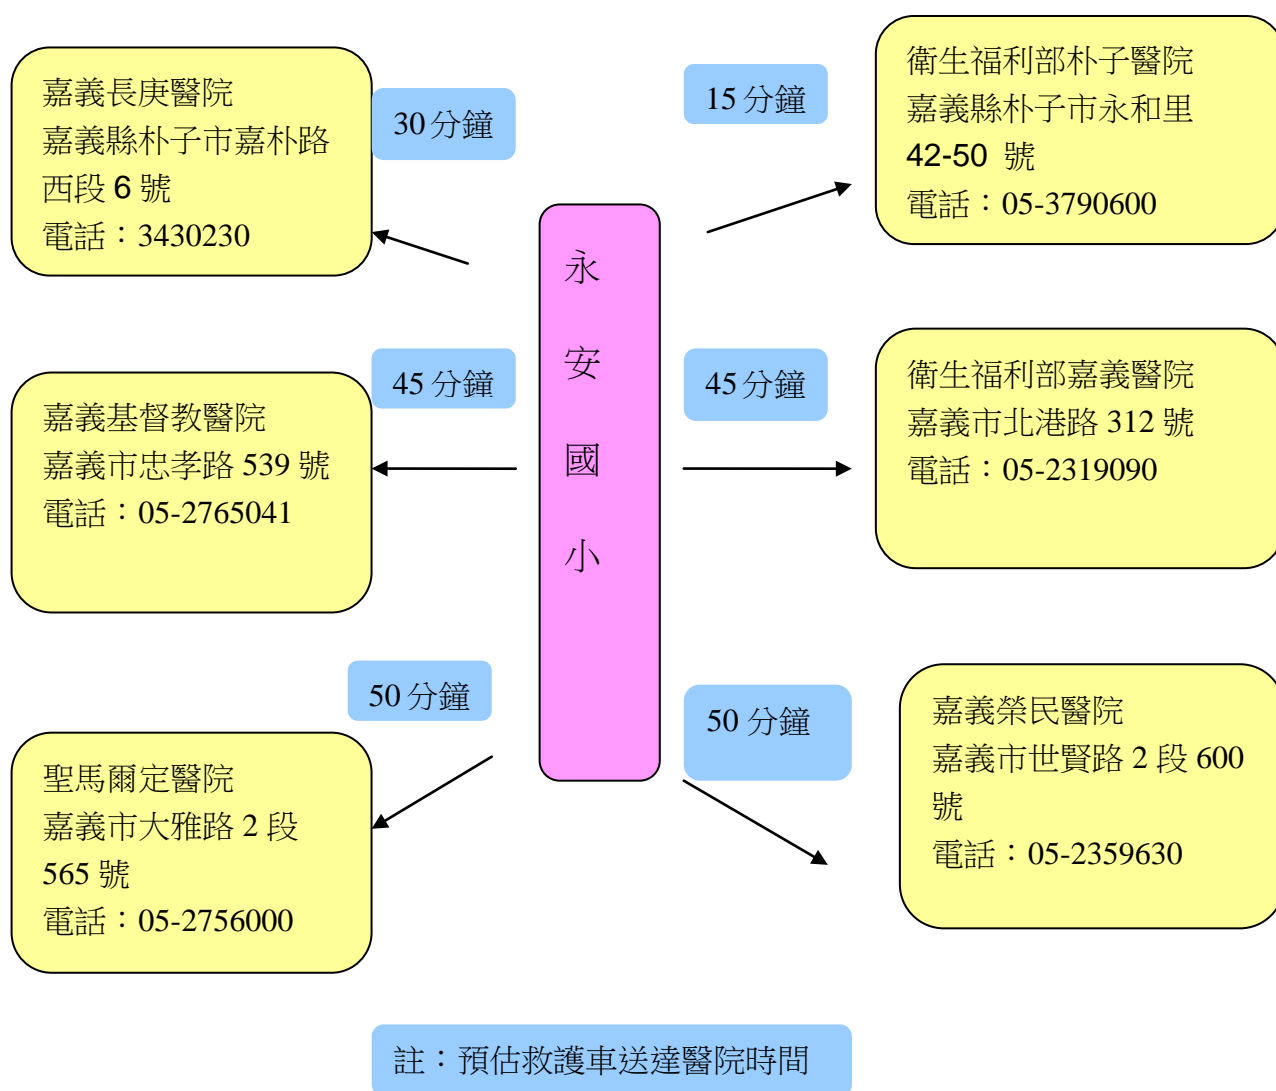 嘉義長庚醫院
嘉義縣朴子市嘉朴路
西段 6 號
電話：3430230
30 分鐘
15 分鐘
衛生福利部朴子醫院
嘉義縣朴子市永和里
42-50 號
電話：05-3790600
永
安
國
小
嘉義基督教醫院
嘉義市忠孝路 539 號
電話：05-2765041
45 分鐘
45 分鐘
衛生福利部嘉義醫院
嘉義市北港路 312 號
電話：05-2319090
聖馬爾定醫院
嘉義市大雅路 2 段
565 號
電話：05-2756000
50 分鐘
50 分鐘
嘉義榮民醫院
嘉義市世賢路 2 段 600
號
電話：05-2359630
註：預估救護車送達醫院時間